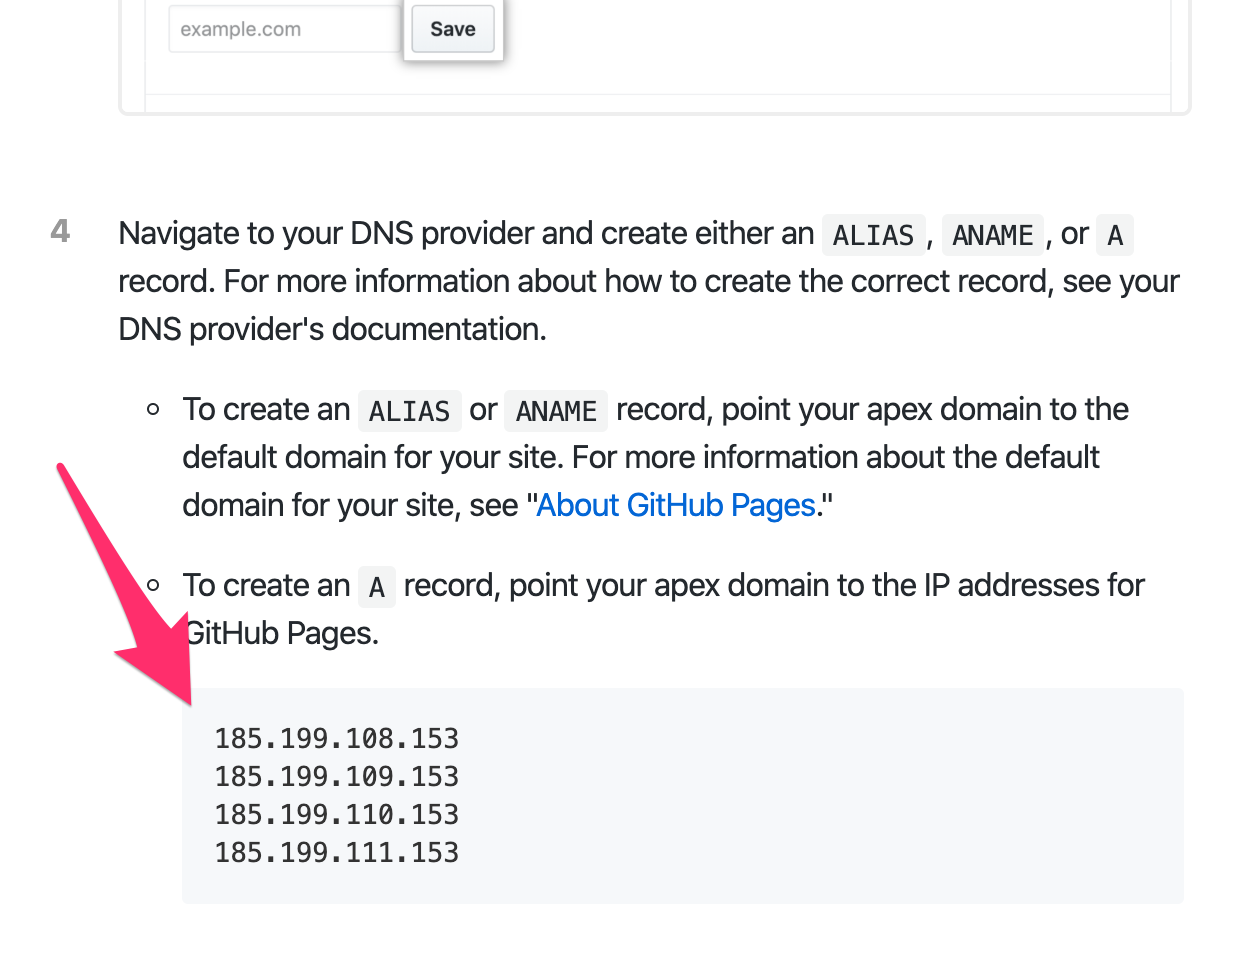 example.com Save
4 Navigate to your DNS provider and create either an ALIAS , ANAME , or A
record. For more information about how to create the correct record, see your
DNS provider's documentation.
To create an ALIAS or ANAME record, point your apex domain to the
default domain for your site. For more information about the default
domain for your site, see "About GitHub Pages."
To create an A record, point your apex domain to the IP addresses for
GitHub Pages.
185.199.108.153
185.199.109.153
185.199.110.153
185.199.111.153